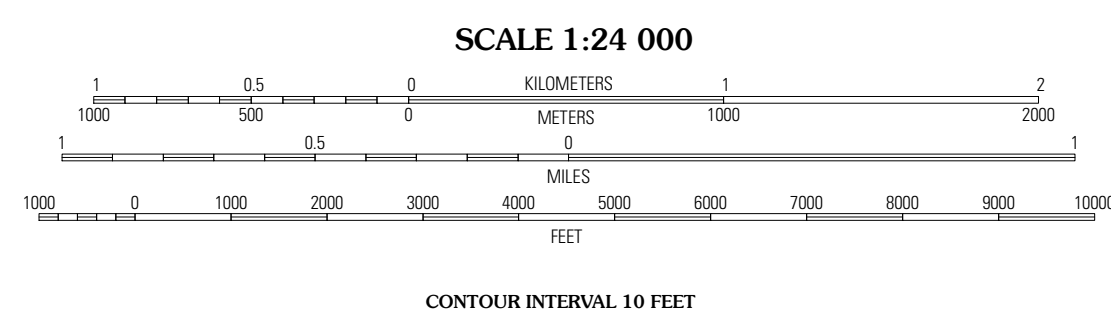 SCALE 1:24 000
1 0.5 0 KILOMETERS 1 2
1000 500 0 METERS 1000 2000
1 0.5 0 1
MILES
1000 0 1000 2000 3000 4000 5000 6000 7000 8000 9000 10000
FEET
CONTOUR INTERVAL 10 FEET